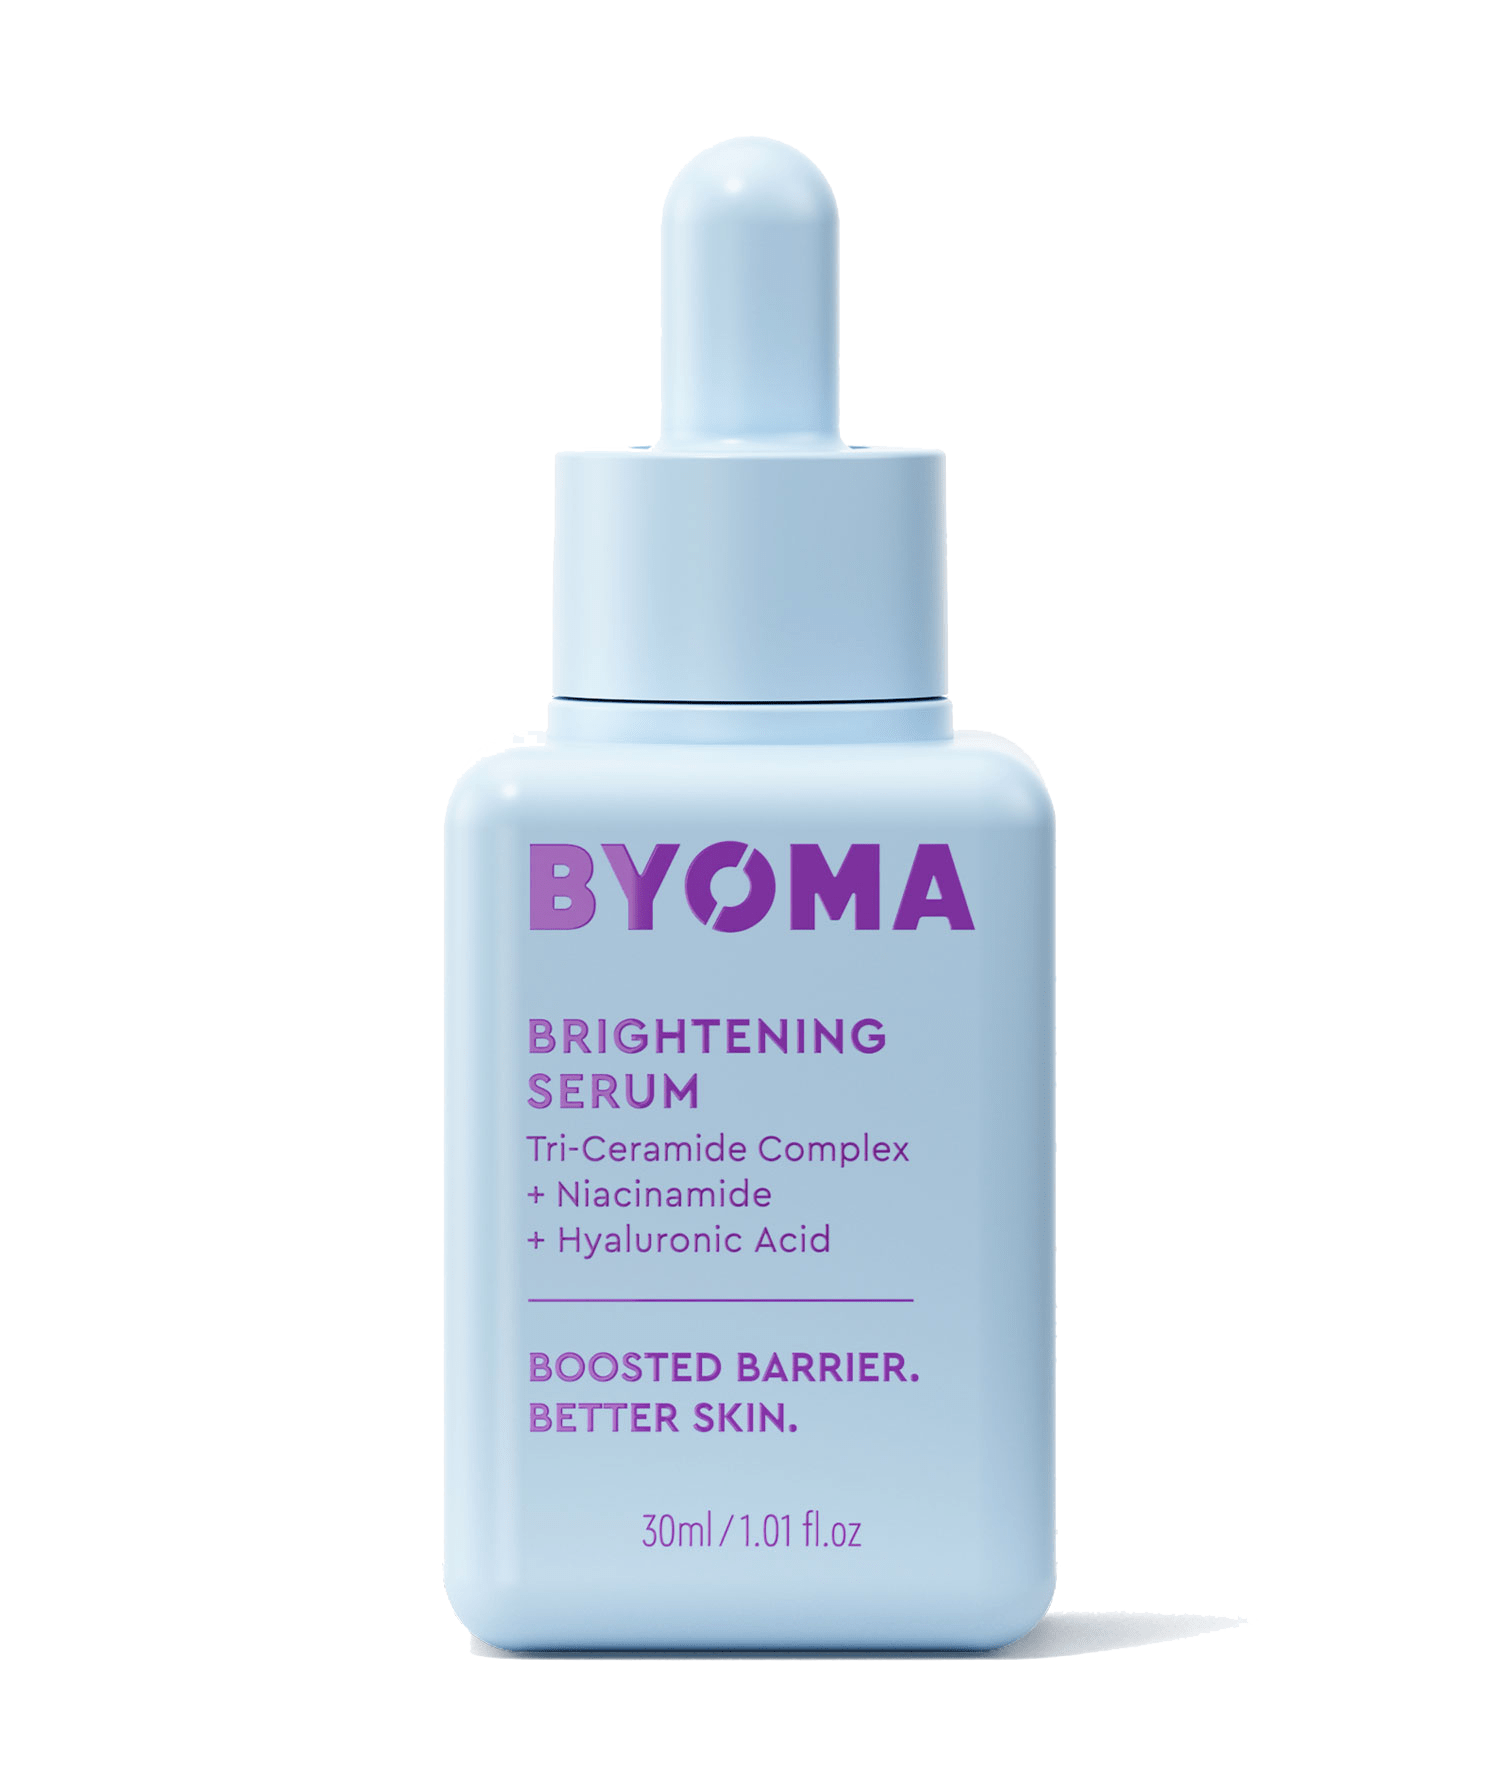 BYOMA
BRIGHTENING
SERUM
Tri-Ceramide Complex
+ Niacinamide
+ Hyaluronic Acid
BOOSTED BARRIER.
BETTER SKIN.
30ml / 1.01 fl.oz